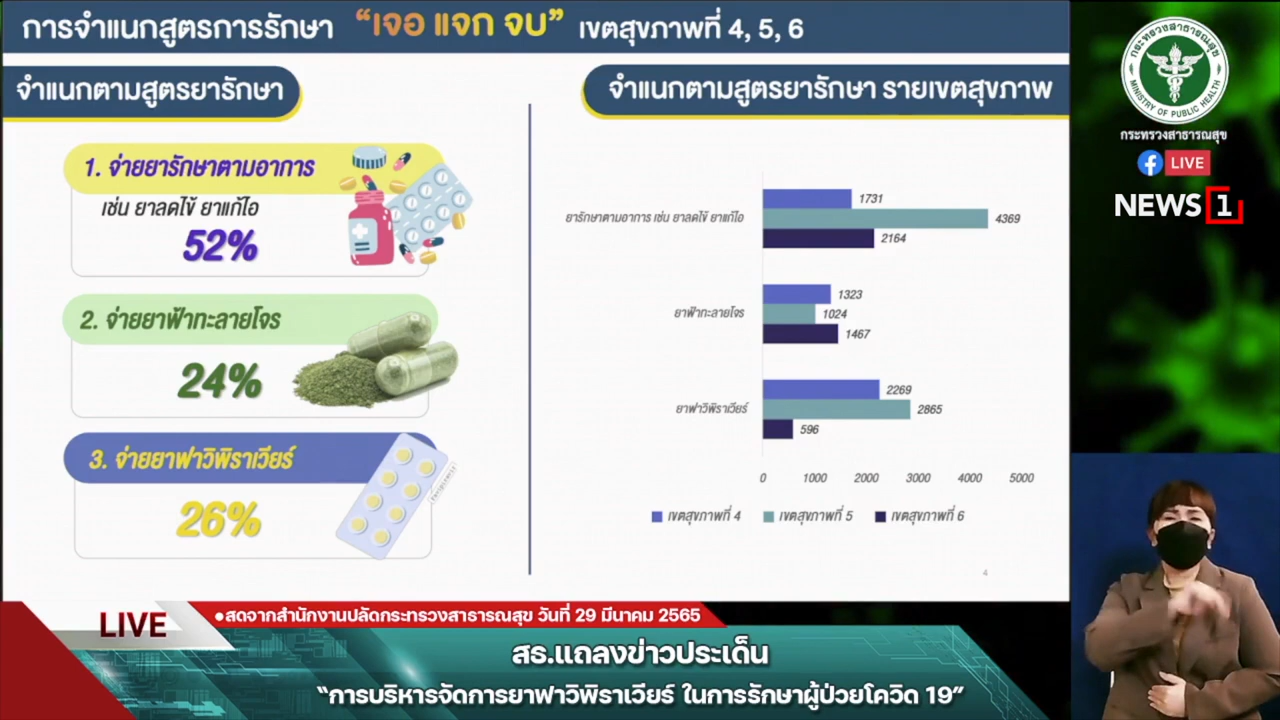 การจำแนกสูตรการรักษา “เจอ แจก จบ” เขตสุขภาพที่ 4, 5, 6
จำแนกตามสูตรยารักษา
1. จ่ายยารักษาตามอาการ
เช่น ยาลดไข้ ยาแก้ไอ
52%
2. จ่ายยาฟ้าทะลายโจร
24%
3. จ่ายยาฟาวิพิราเวียร์
26%
จำแนกตามสูตรยารักษา รายเขตสุขภาพ
ยารักษาตามอาการ เช่น ยาลดไข้ ยาแก้ไอ
1731
4369
2164
ยาฟ้าทะลายโจร
1323
1024
1467
ยาฟาวิพิราเวียร์
2269
2865
596
0 1000 2000 3000 4000 5000
เขตสุขภาพที่ 4 เขตสุขภาพที่ 5 เขตสุขภาพที่ 6
4
กระทรวงสาธารณสุข
MINISTRY OF PUBLIC HEALTH
กระทรวงสาธารณสุข
f LIVE
NEWS 1
LIVE
•สดจากสำนักงานปลัดกระทรวงสาธารณสุข วันที่ 29 มีนาคม 2565
สธ.แถลงข่าวประเด็น
“การบริหารจัดการยาฟาวิพิราเวียร์ ในการรักษาผู้ป่วยโควิด 19”